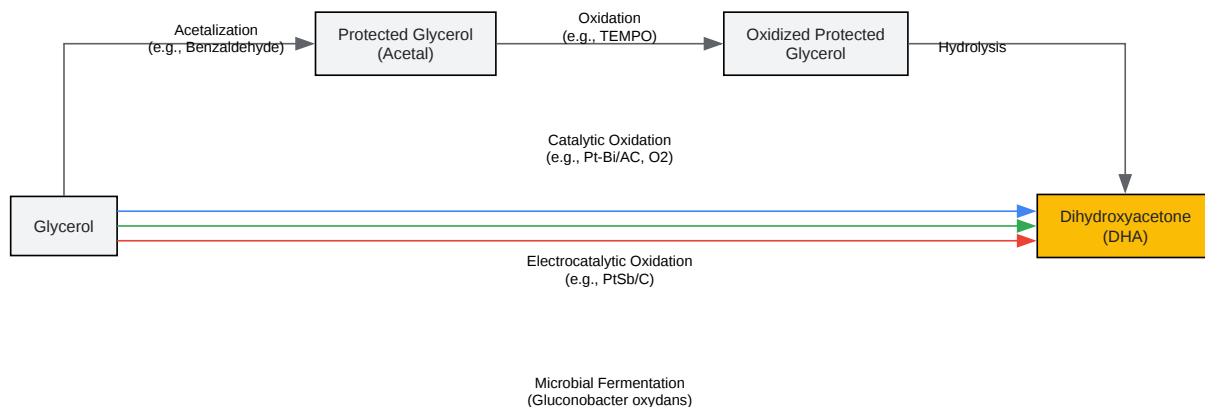 Acetalization
(e.g., Benzaldehyde)
Protected Glycerol
(Acetal)
Oxidation
(e.g., TEMPO)
Oxidized Protected
Glycerol
Hydrolysis
Catalytic Oxidation
(e.g., Pt-Bi/AC, O2)
Glycerol
Dihydroxyacetone
(DHA)
Electrocatalytic Oxidation
(e.g., PtSb/C)
Microbial Fermentation
(Gluconobacter oxydans)